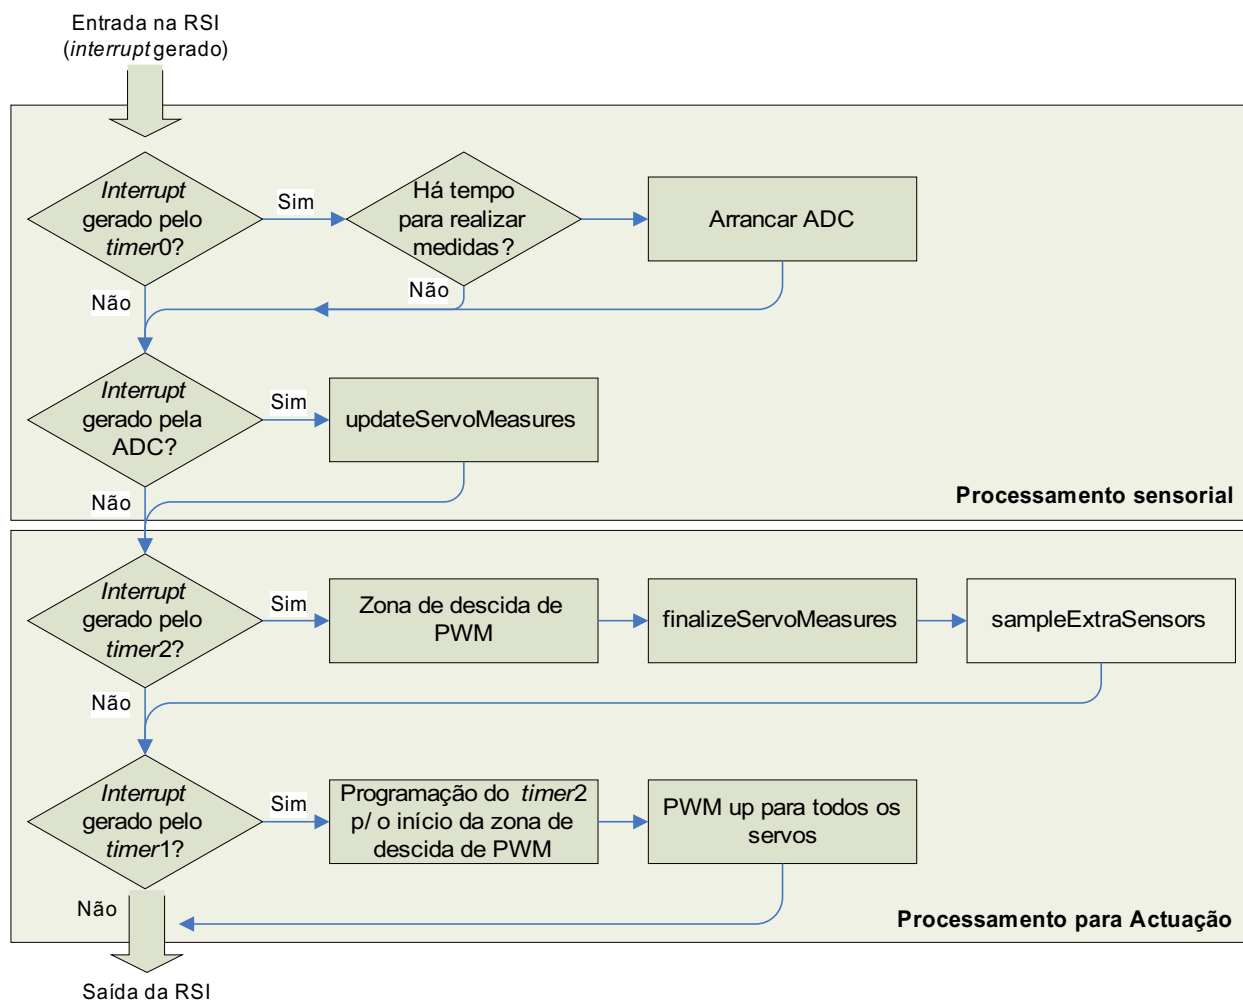 Entrada na RSI
(interrupt gerado)
Interrupt
gerado pelo
timer0?
Sim
Há tempo
para realizar
medidas?
Arrancar ADC
Não
Não
Interrupt
gerado pela
ADC?
Sim
updateServoMeasures
Não
Processamento sensorial
Interrupt
gerado pelo
timer2?
Sim
Zona de descida de
PWM
finalizeServoMeasures
sampleExtraSensors
Não
Interrupt
gerado pelo
timer1?
Sim
Programação do timer2
p/ o início da zona de
descida de PWM
PWM up para todos os
servos
Não
Processamento para Actuação
Saída da RSI